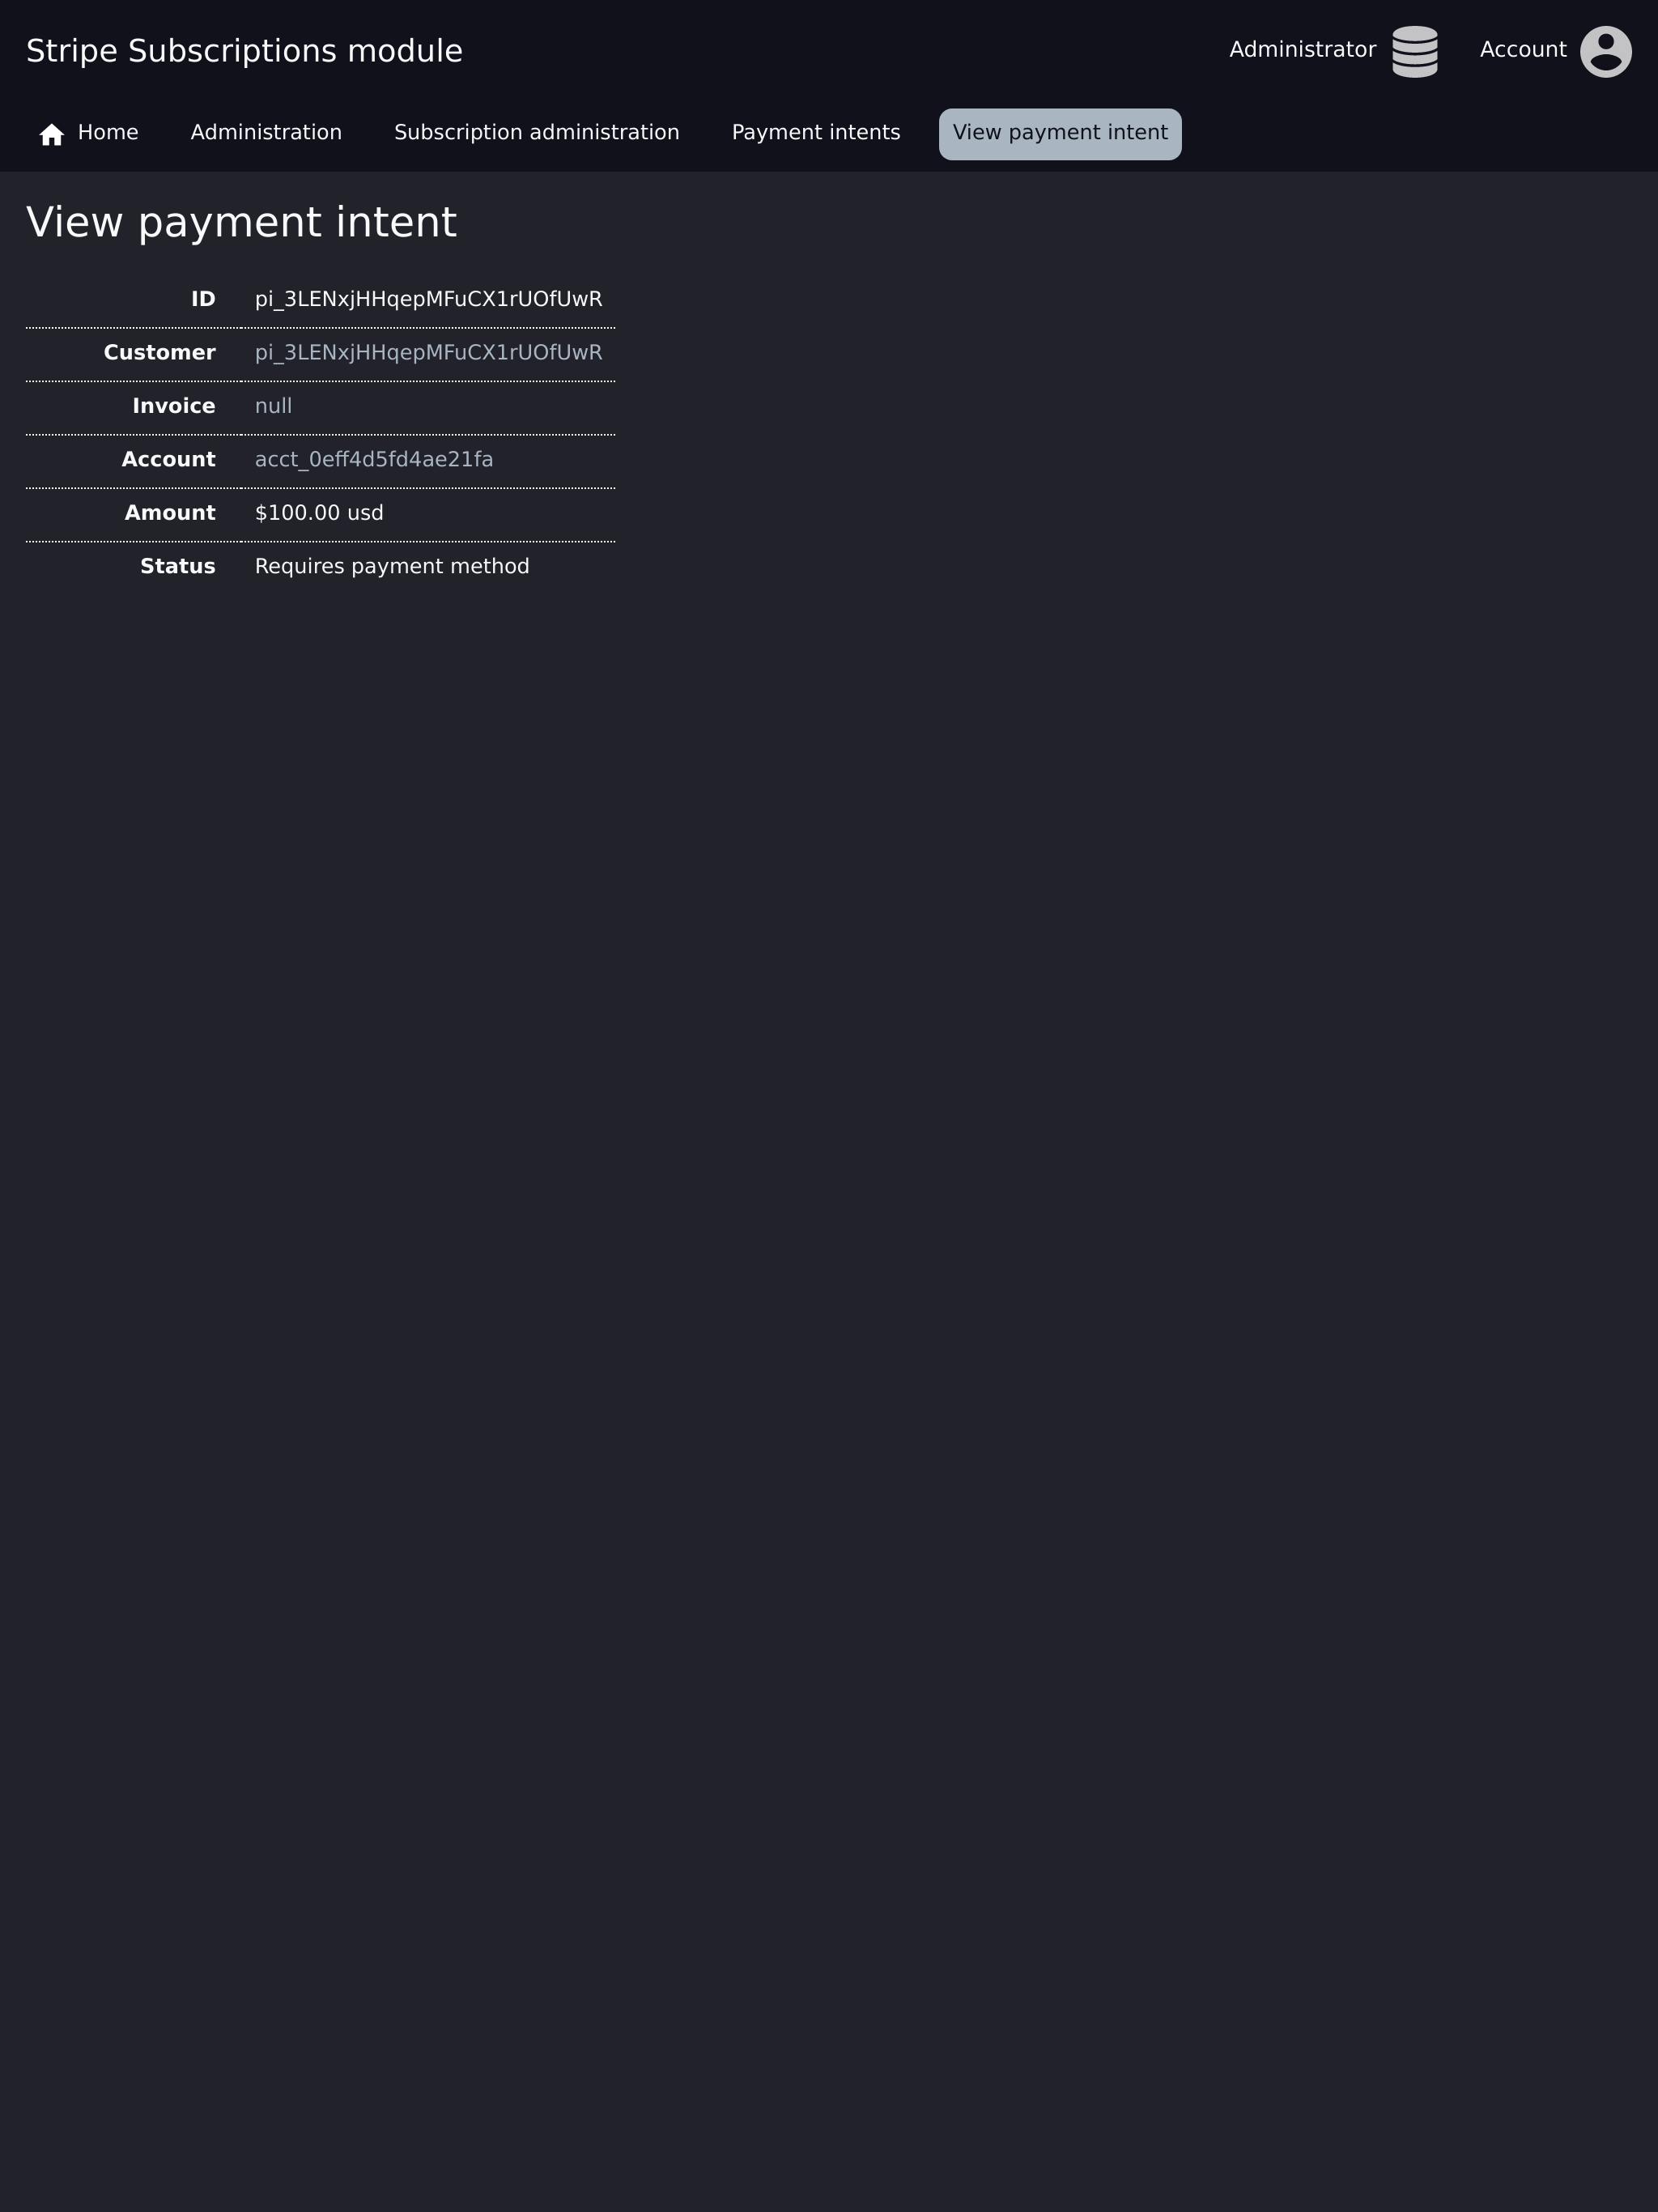 Stripe Subscriptions module
Administrator
Account
Home
Administration
Subscription administration
Payment intents
View payment intent
View payment intent
ID pi_3LENxjHHqepMFuCX1rUOfUwR
Customer pi_3LENxjHHqepMFuCX1rUOfUwR
Invoice null
Account acct_0eff4d5fd4ae21fa
Amount $100.00 usd
Status Requires payment method